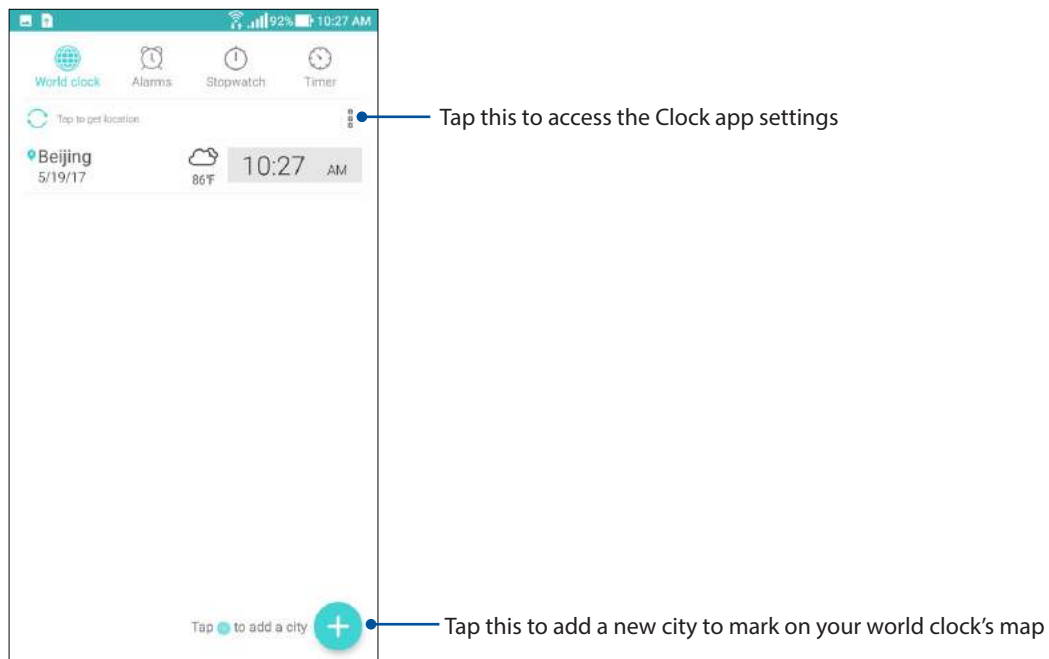 92% 10:27 AM
World clock Alarms Stopwatch Timer
Tap to get location
Tap this to access the Clock app settings
Beijing
5/19/17
86°F
10:27 AM
Tap to add a city
Tap this to add a new city to mark on your world clock's map